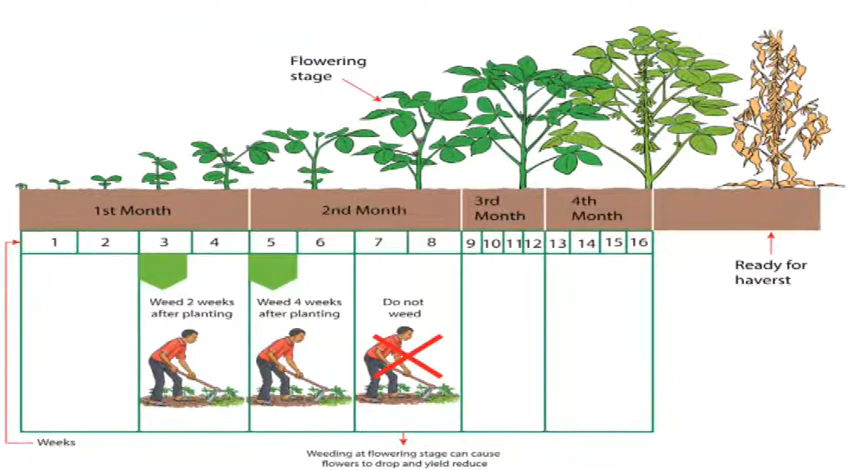 Flowering
stage
1st Month
2nd Month
3rd
Month
4th
Month
1 2 3 4 5 6 7 8 9 10 11 12 13 14 15 16
Ready for
haverst
Weed 2 weeks
after planting
Weed 4 weeks
after planting
Do not
weed
Weeks
Weeding at flowering stage can cause
flowers to drop and yield reduce